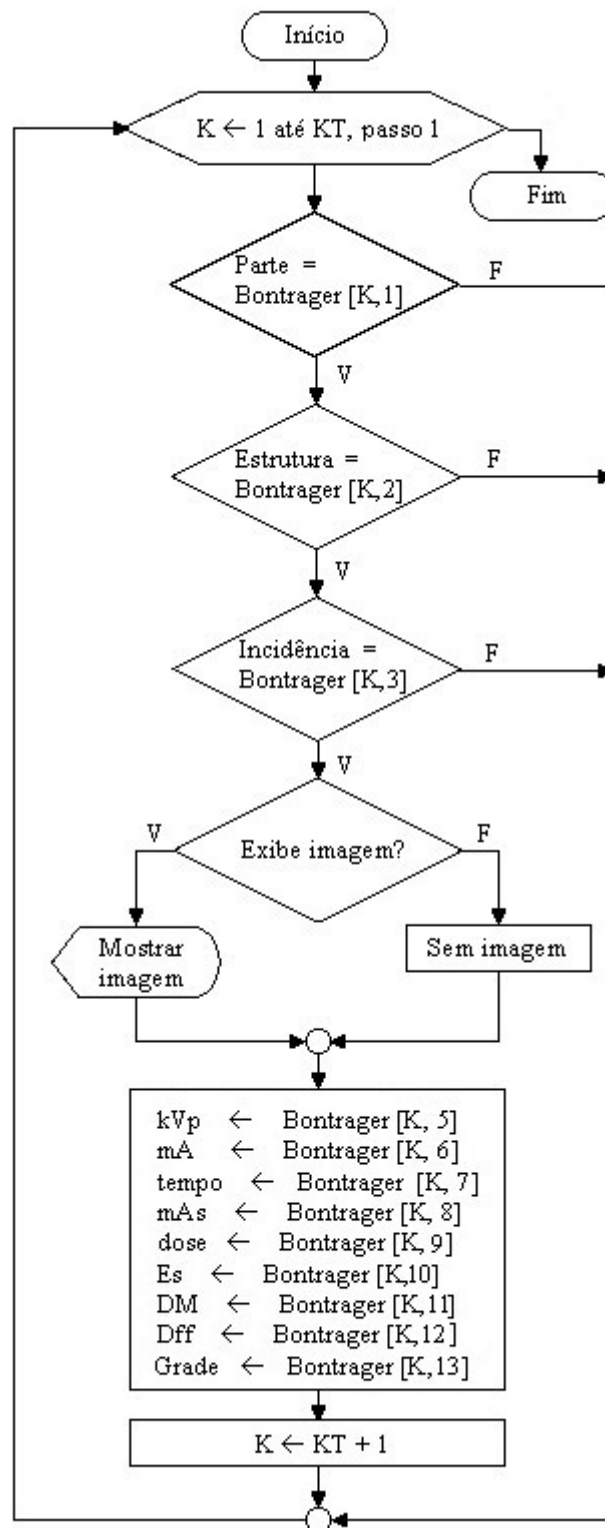 Início
K ← 1 até KT, passo 1
Fim
Parte =
Bontrager [K,1]
F
V
Estrutura =
Bontrager [K,2]
F
V
Incidência =
Bontrager [K,3]
F
V
V
Exibe imagem?
F
Mostrar
imagem
Sem imagem
kVp ← Bontrager [K, 5]
mA ← Bontrager [K, 6]
tempo ← Bontrager [K, 7]
mAs ← Bontrager [K, 8]
dose ← Bontrager [K, 9]
Es ← Bontrager [K,10]
DM ← Bontrager [K,11]
Dff ← Bontrager [K,12]
Grade ← Bontrager [K,13]
K ← KT + 1